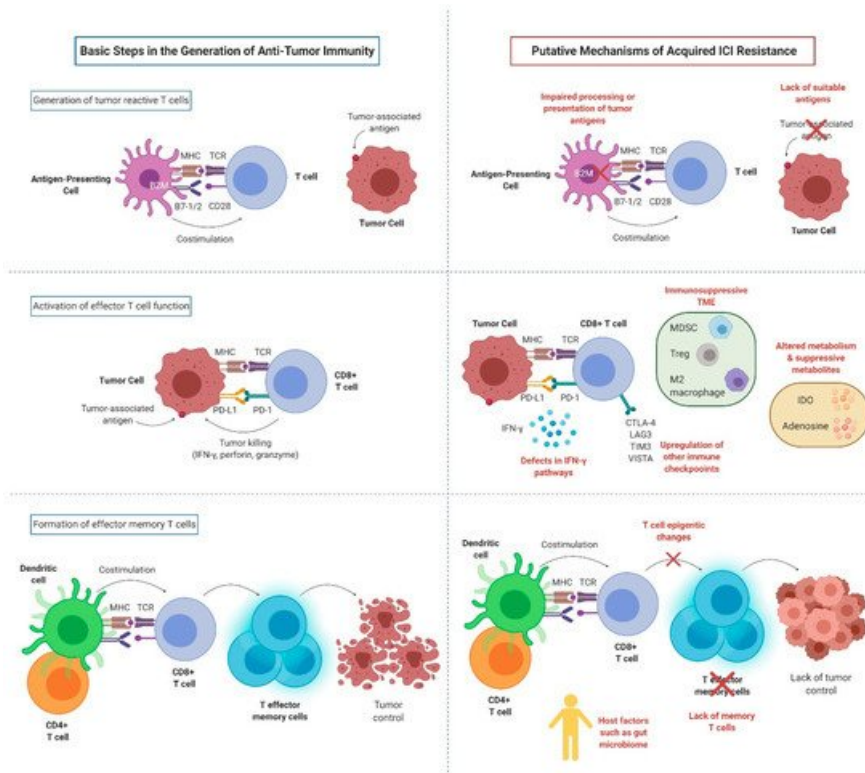 Basic Steps in the Generation of Anti-Tumor Immunity
Generation of tumor reactive T cells
Tumor-associated
antigen
MHC TCR
Antigen-Presenting
Cell
B2M
T cell
B7-1/2 CD28
Costimulation
Tumor Cell
Putative Mechanisms of Acquired ICI Resistance
Impaired processing or
presentation of tumor
antigens
Lack of suitable
antigens
Tumor-associated
antigen
MHC TCR
Antigen-Presenting
Cell
B2M
T cell
B7-1/2 CD28
Costimulation
Tumor Cell
Activation of effector T cell function
MHC TCR
Tumor Cell
CD8+
T cell
PD-L1 PD-1
Tumor-associated
antigen
Tumor killing
(IFN-γ, perforin, granzyme)
Tumor Cell
CD8+ T cell
MHC TCR
PD-L1 PD-1
IFN-γ
Defects in IFN-γ
pathways
CTLA-4
LAG3
TIM3
VISTA
Upregulation of
other immune
checkpooints
Immunosuppressive
TME
MDSC
Treg
M2
macrophage
Altered metabolism
& suppressive
metabolites
IDO
Adenosine
Formation of effector memory T cells
Dendritic
cell
Costimulation
MHC TCR
CD8+
T cell
CD4+
T cell
T effector
memory cells
Tumor
control
Dendritic
cell
Costimulation
MHC TCR
CD8+
T cell
CD4+
T cell
T cell epigentic
changes
T effector
memory cells
Lack of memory
T cells
Lack of tumor
control
Host factors
such as gut
microbiome